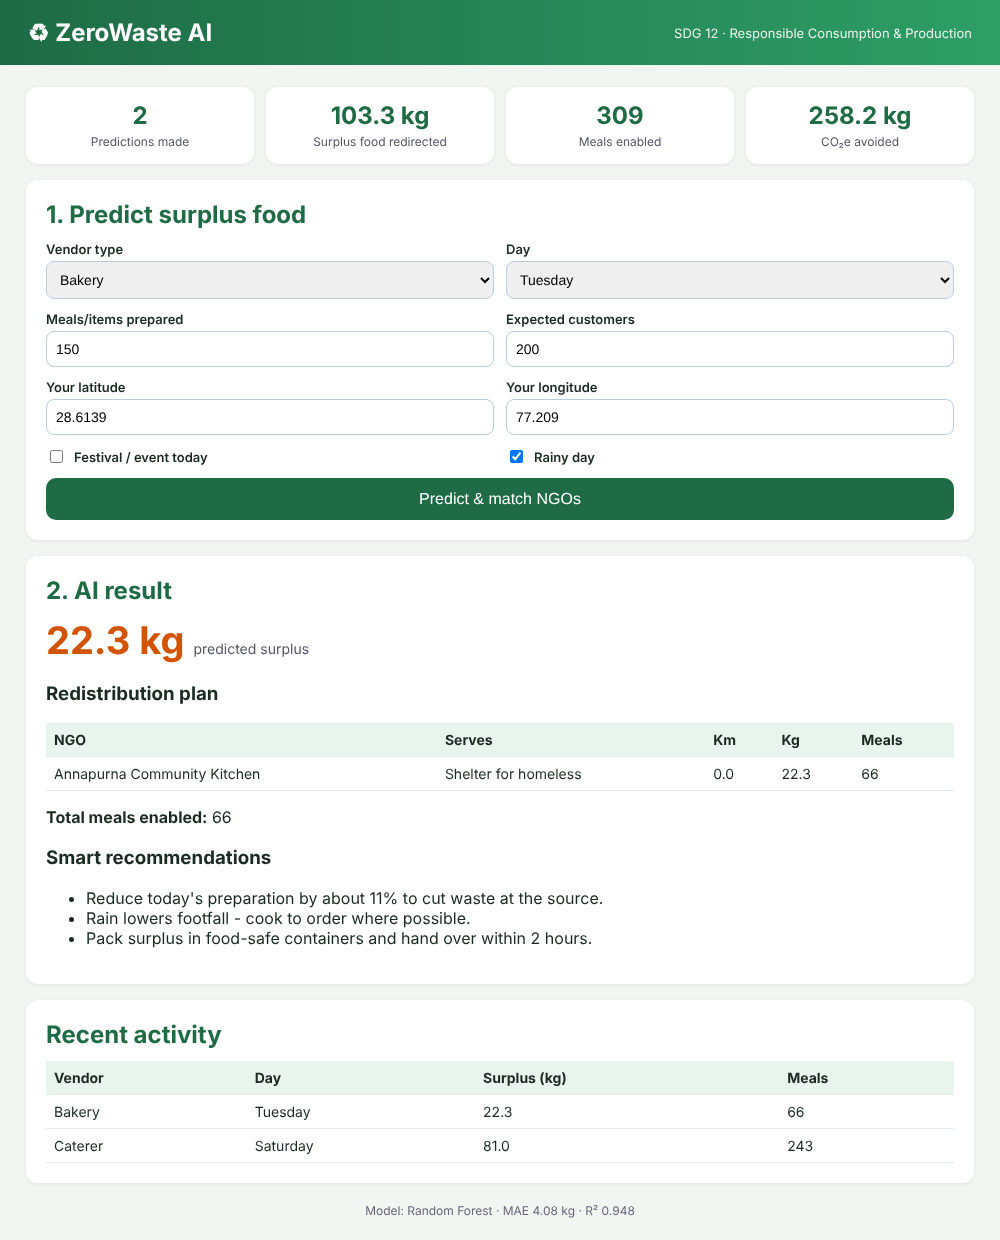 ♻ ZeroWaste AI
SDG 12 · Responsible Consumption & Production
2
Predictions made
103.3 kg
Surplus food redirected
309
Meals enabled
258.2 kg
CO₂e avoided
1. Predict surplus food
Vendor type
Day
Bakery
Tuesday
Meals/items prepared
Expected customers
150
200
Your latitude
Your longitude
28.6139
77.209
Festival / event today
Rainy day
Predict & match NGOs
2. AI result
22.3 kg predicted surplus
Redistribution plan
NGO Serves Km Kg Meals
Annapurna Community Kitchen Shelter for homeless 0.0 22.3 66
Total meals enabled: 66
Smart recommendations
• Reduce today's preparation by about 11% to cut waste at the source.
• Rain lowers footfall - cook to order where possible.
• Pack surplus in food-safe containers and hand over within 2 hours.
Recent activity
Vendor Day Surplus (kg) Meals
Bakery Tuesday 22.3 66
Caterer Saturday 81.0 243
Model: Random Forest · MAE 4.08 kg · R² 0.948